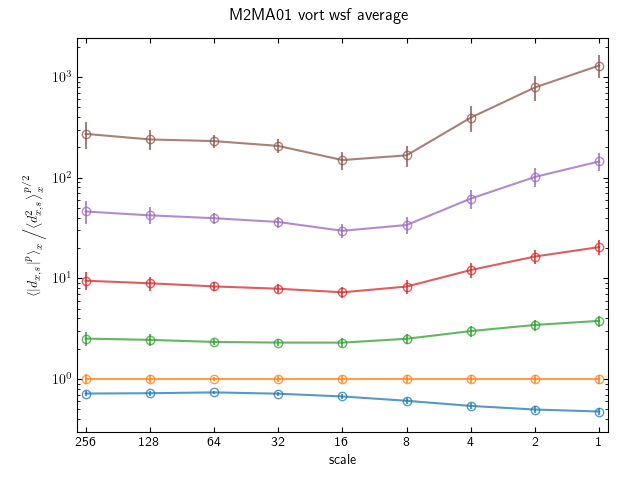 M2MA01 vort wsf average
⟨|d_{x,s}|^p⟩_x / ⟨d²_{x,s}⟩_x^{p/2}
10³
10²
10¹
10⁰
256 128 64 32 16 8 4 2 1
scale